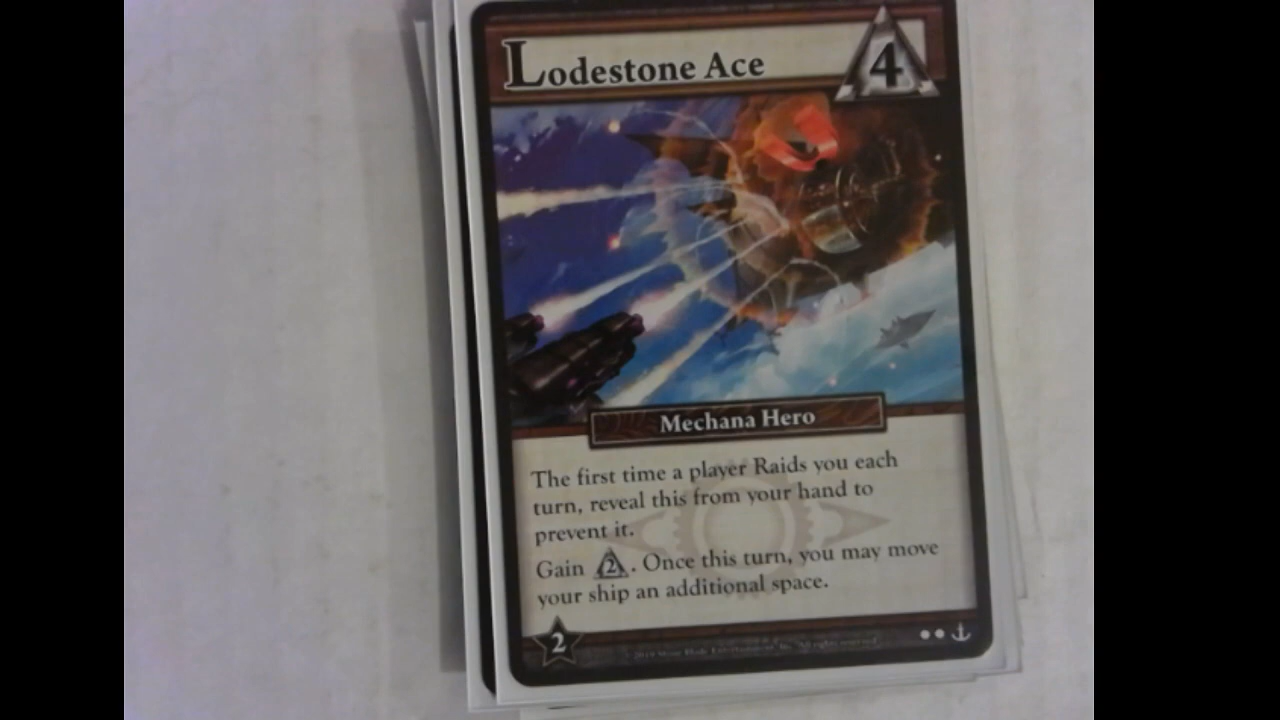 Lodestone Ace
4
Mechana Hero
The first time a player Raids you each
turn, reveal this from your hand to
prevent it.
Gain 2. Once this turn, you may move
your ship an additional space.
2